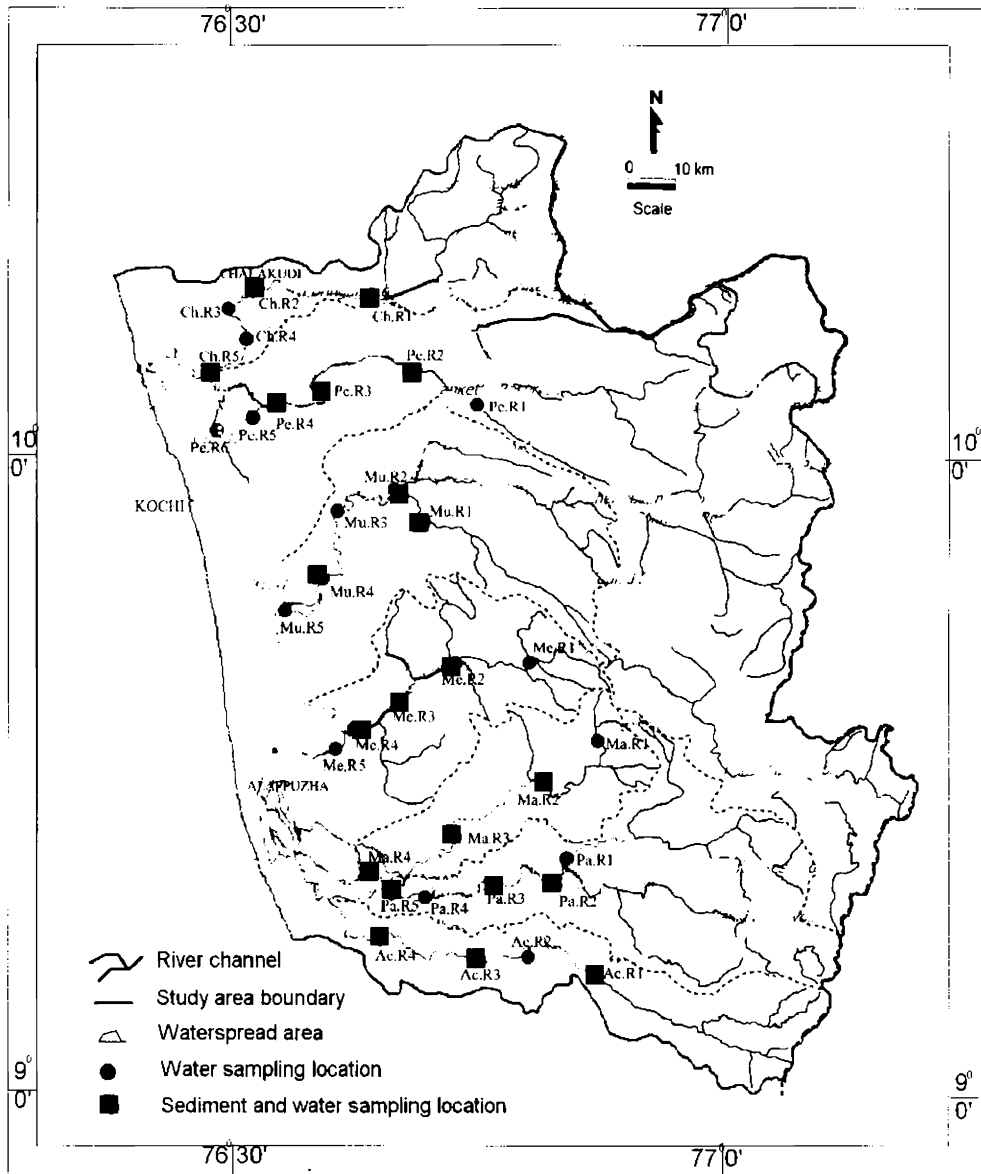 76° 30' 77° 0'
N
0 10 km
Scale
CHALAKUDI
Ch.R3
Ch.R2
Ch.R1
Ch.R4
Ch.R5
Pe.R2
Pe.R3
Pe.R1
Pe.R4
Pe.R5
Pe.R6
10° 0' 10° 0'
Mu.R2
KOCHI
Mu.R3
Mu.R1
Mu.R4
Mu.R5
Me.R1
Me.R2
Me.R3
Me.R4
Ma.R1
Me.R5
ALAPPUZHA
Ma.R2
Ma.R3
Ma.R4
Pa.R1
Pa.R5
Pa.R4
Pa.R3
Pa.R2
Ac.R4
Ac.R2
Ac.R3
Ac.R1
River channel
Study area boundary
Waterspread area
Water sampling location
Sediment and water sampling location
9° 0' 9° 0'
76° 30' 77° 0'